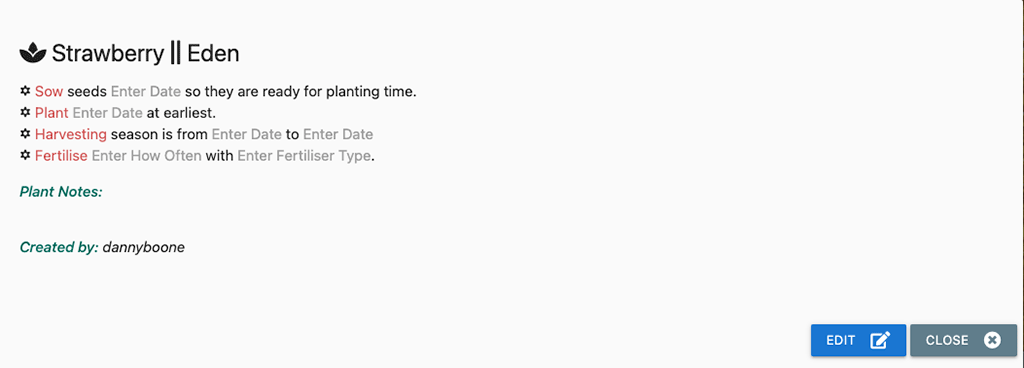 Strawberry || Eden
Sow seeds Enter Date so they are ready for planting time.
Plant Enter Date at earliest.
Harvesting season is from Enter Date to Enter Date
Fertilise Enter How Often with Enter Fertiliser Type.
Plant Notes:
Created by: dannyboone
EDIT CLOSE